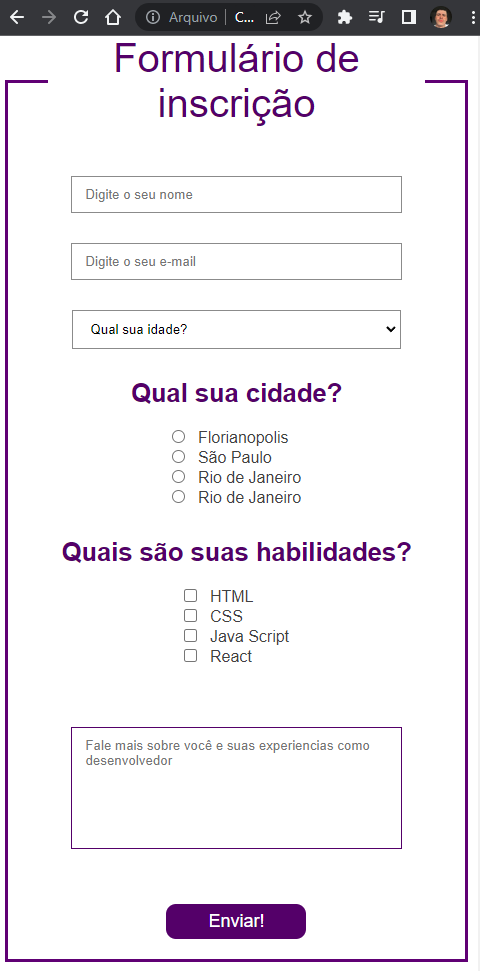 Arquivo C...
Formulário de
inscrição
Digite o seu nome
Digite o seu e-mail
Qual sua idade?
Qual sua cidade?
Florianopolis
São Paulo
Rio de Janeiro
Rio de Janeiro
Quais são suas habilidades?
HTML
CSS
Java Script
React
Fale mais sobre você e suas experiencias como
desenvolvedor
Enviar!